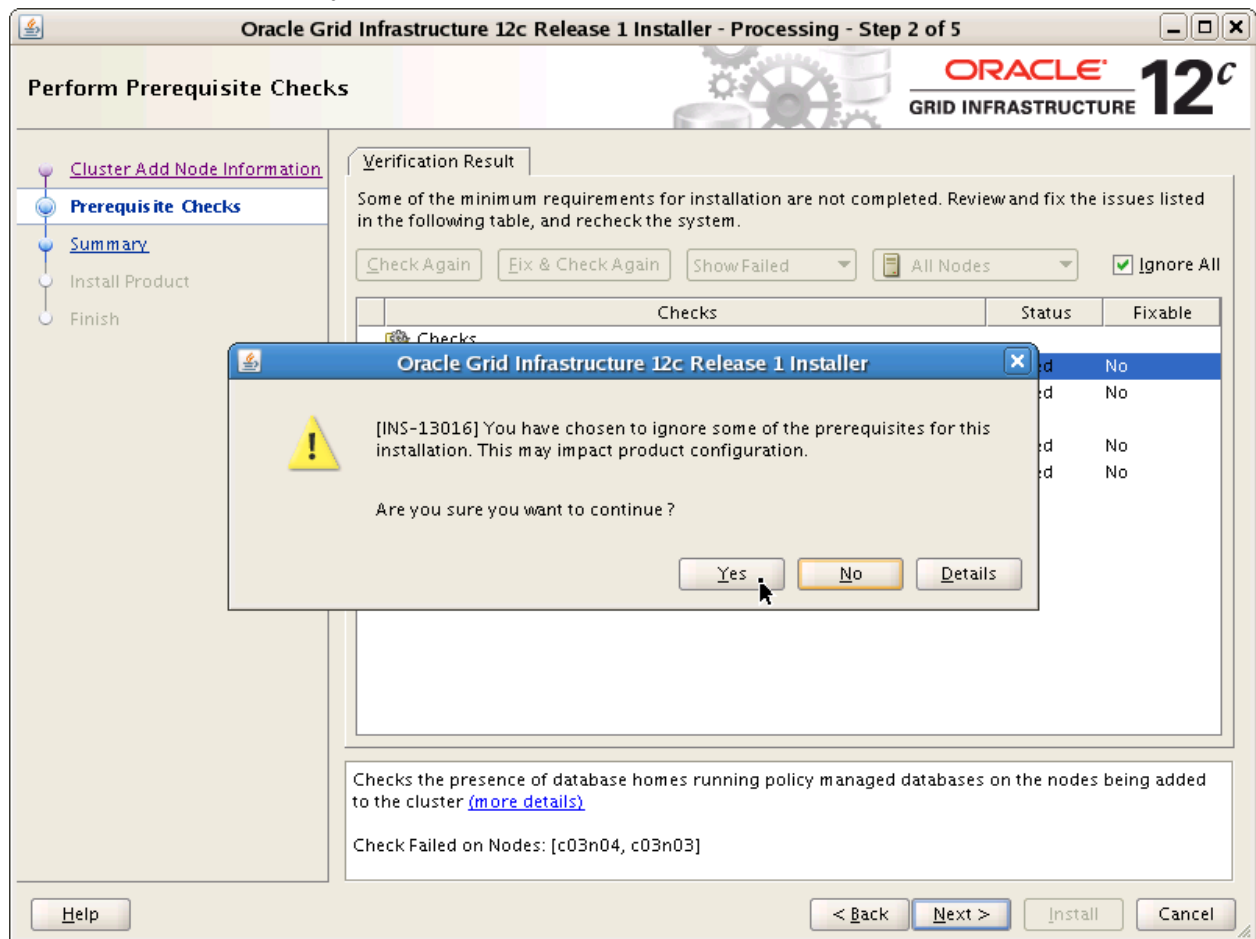 Oracle Grid Infrastructure 12c Release 1 Installer - Processing - Step 2 of 5
Perform Prerequisite Checks
ORACLE
GRID INFRASTRUCTURE
12c
Cluster Add Node Information
Prerequisite Checks
Summary
Install Product
Finish
Verification Result
Some of the minimum requirements for installation are not completed. Review and fix the issues listed
in the following table, and recheck the system.
Check Again Fix & Check Again Show Failed All Nodes Ignore All
Checks Status Fixable
Checks
No
No
No
No
Oracle Grid Infrastructure 12c Release 1 Installer
[INS-13016] You have chosen to ignore some of the prerequisites for this
installation. This may impact product configuration.
Are you sure you want to continue ?
Yes No Details
Checks the presence of database homes running policy managed databases on the nodes being added
to the cluster (more details)
Check Failed on Nodes: [c03n04, c03n03]
Help < Back Next > Install Cancel